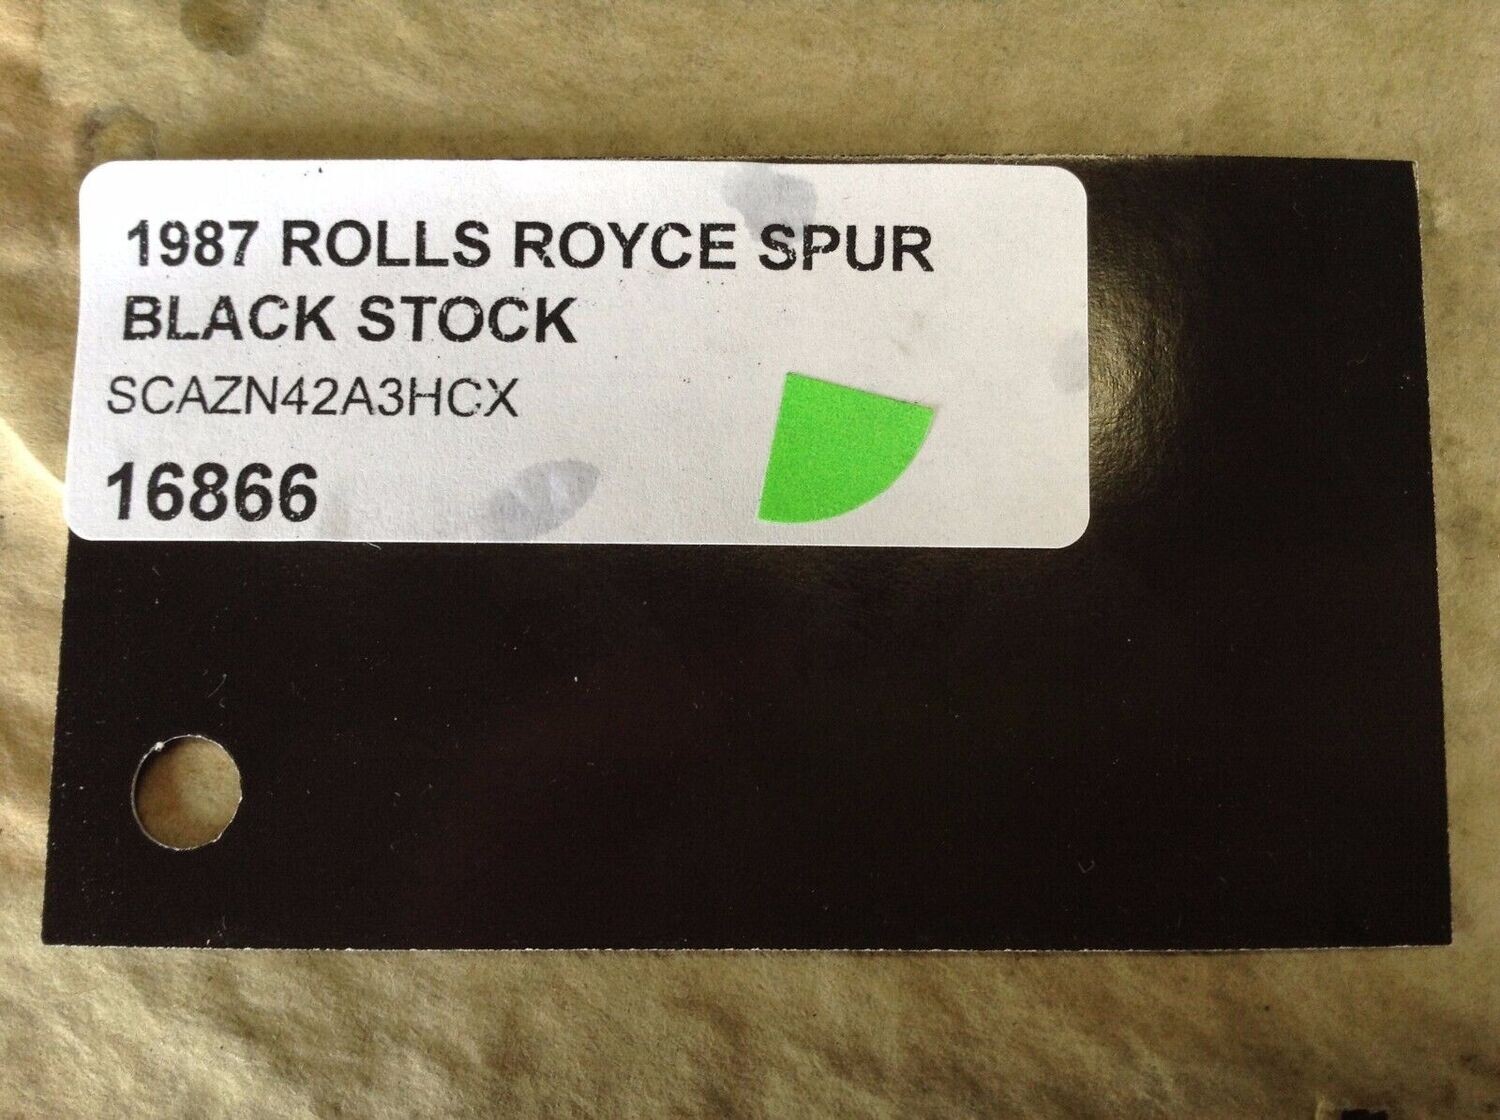 1987 ROLLS ROYCE SPUR
BLACK STOCK
SCAZN42A3HCX
16866